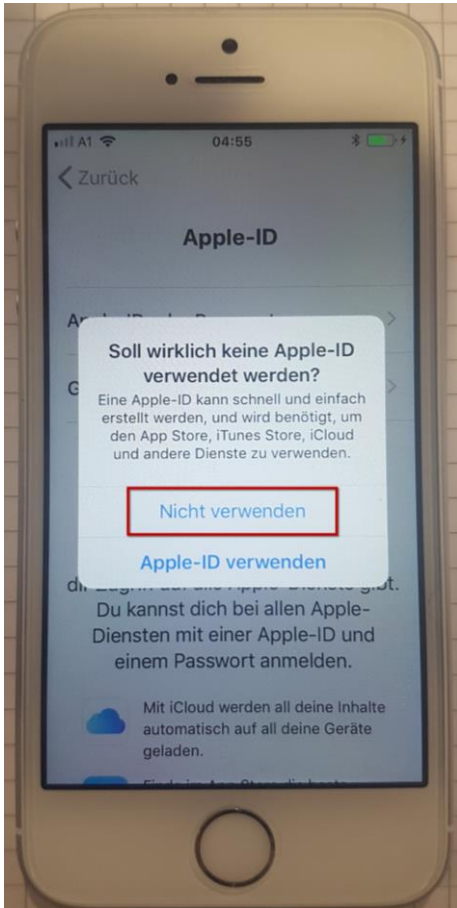 A1
04:55
Zurück
Apple-ID
Soll wirklich keine Apple-ID
verwendet werden?
Eine Apple-ID kann schnell und einfach
erstellt werden, und wird benötigt, um
den App Store, iTunes Store, iCloud
und andere Dienste zu verwenden.
Nicht verwenden
Apple-ID verwenden
Du kannst dich bei allen Apple-
Diensten mit einer Apple-ID und
einem Passwort anmelden.
Mit iCloud werden all deine Inhalte
automatisch auf all deine Geräte
geladen.